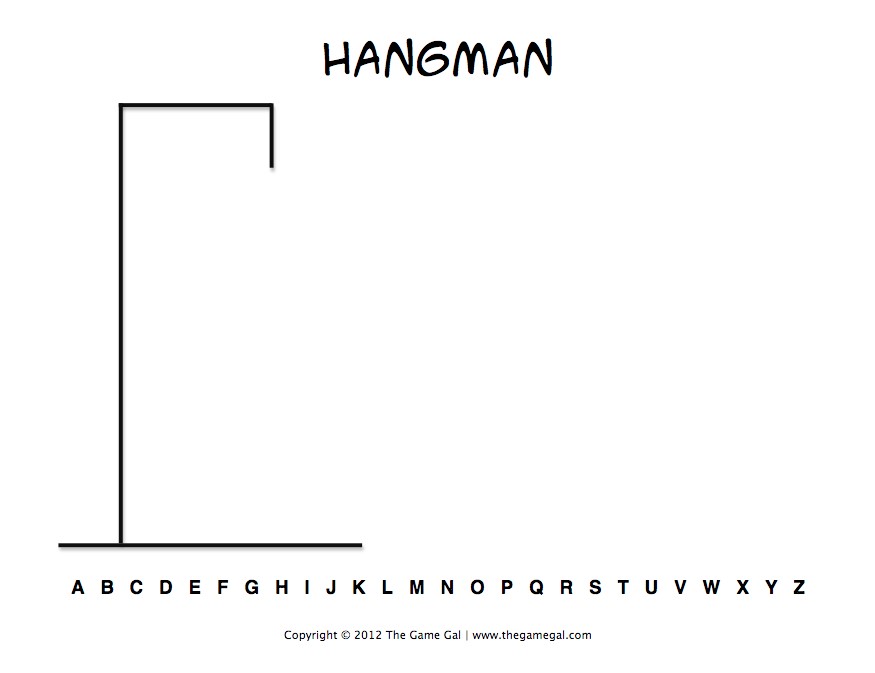 HANGMAN
A B C D E F G H I J K L M N O P Q R S T U V W X Y Z
Copyright © 2012 The Game Gal | www.thegamegal.com